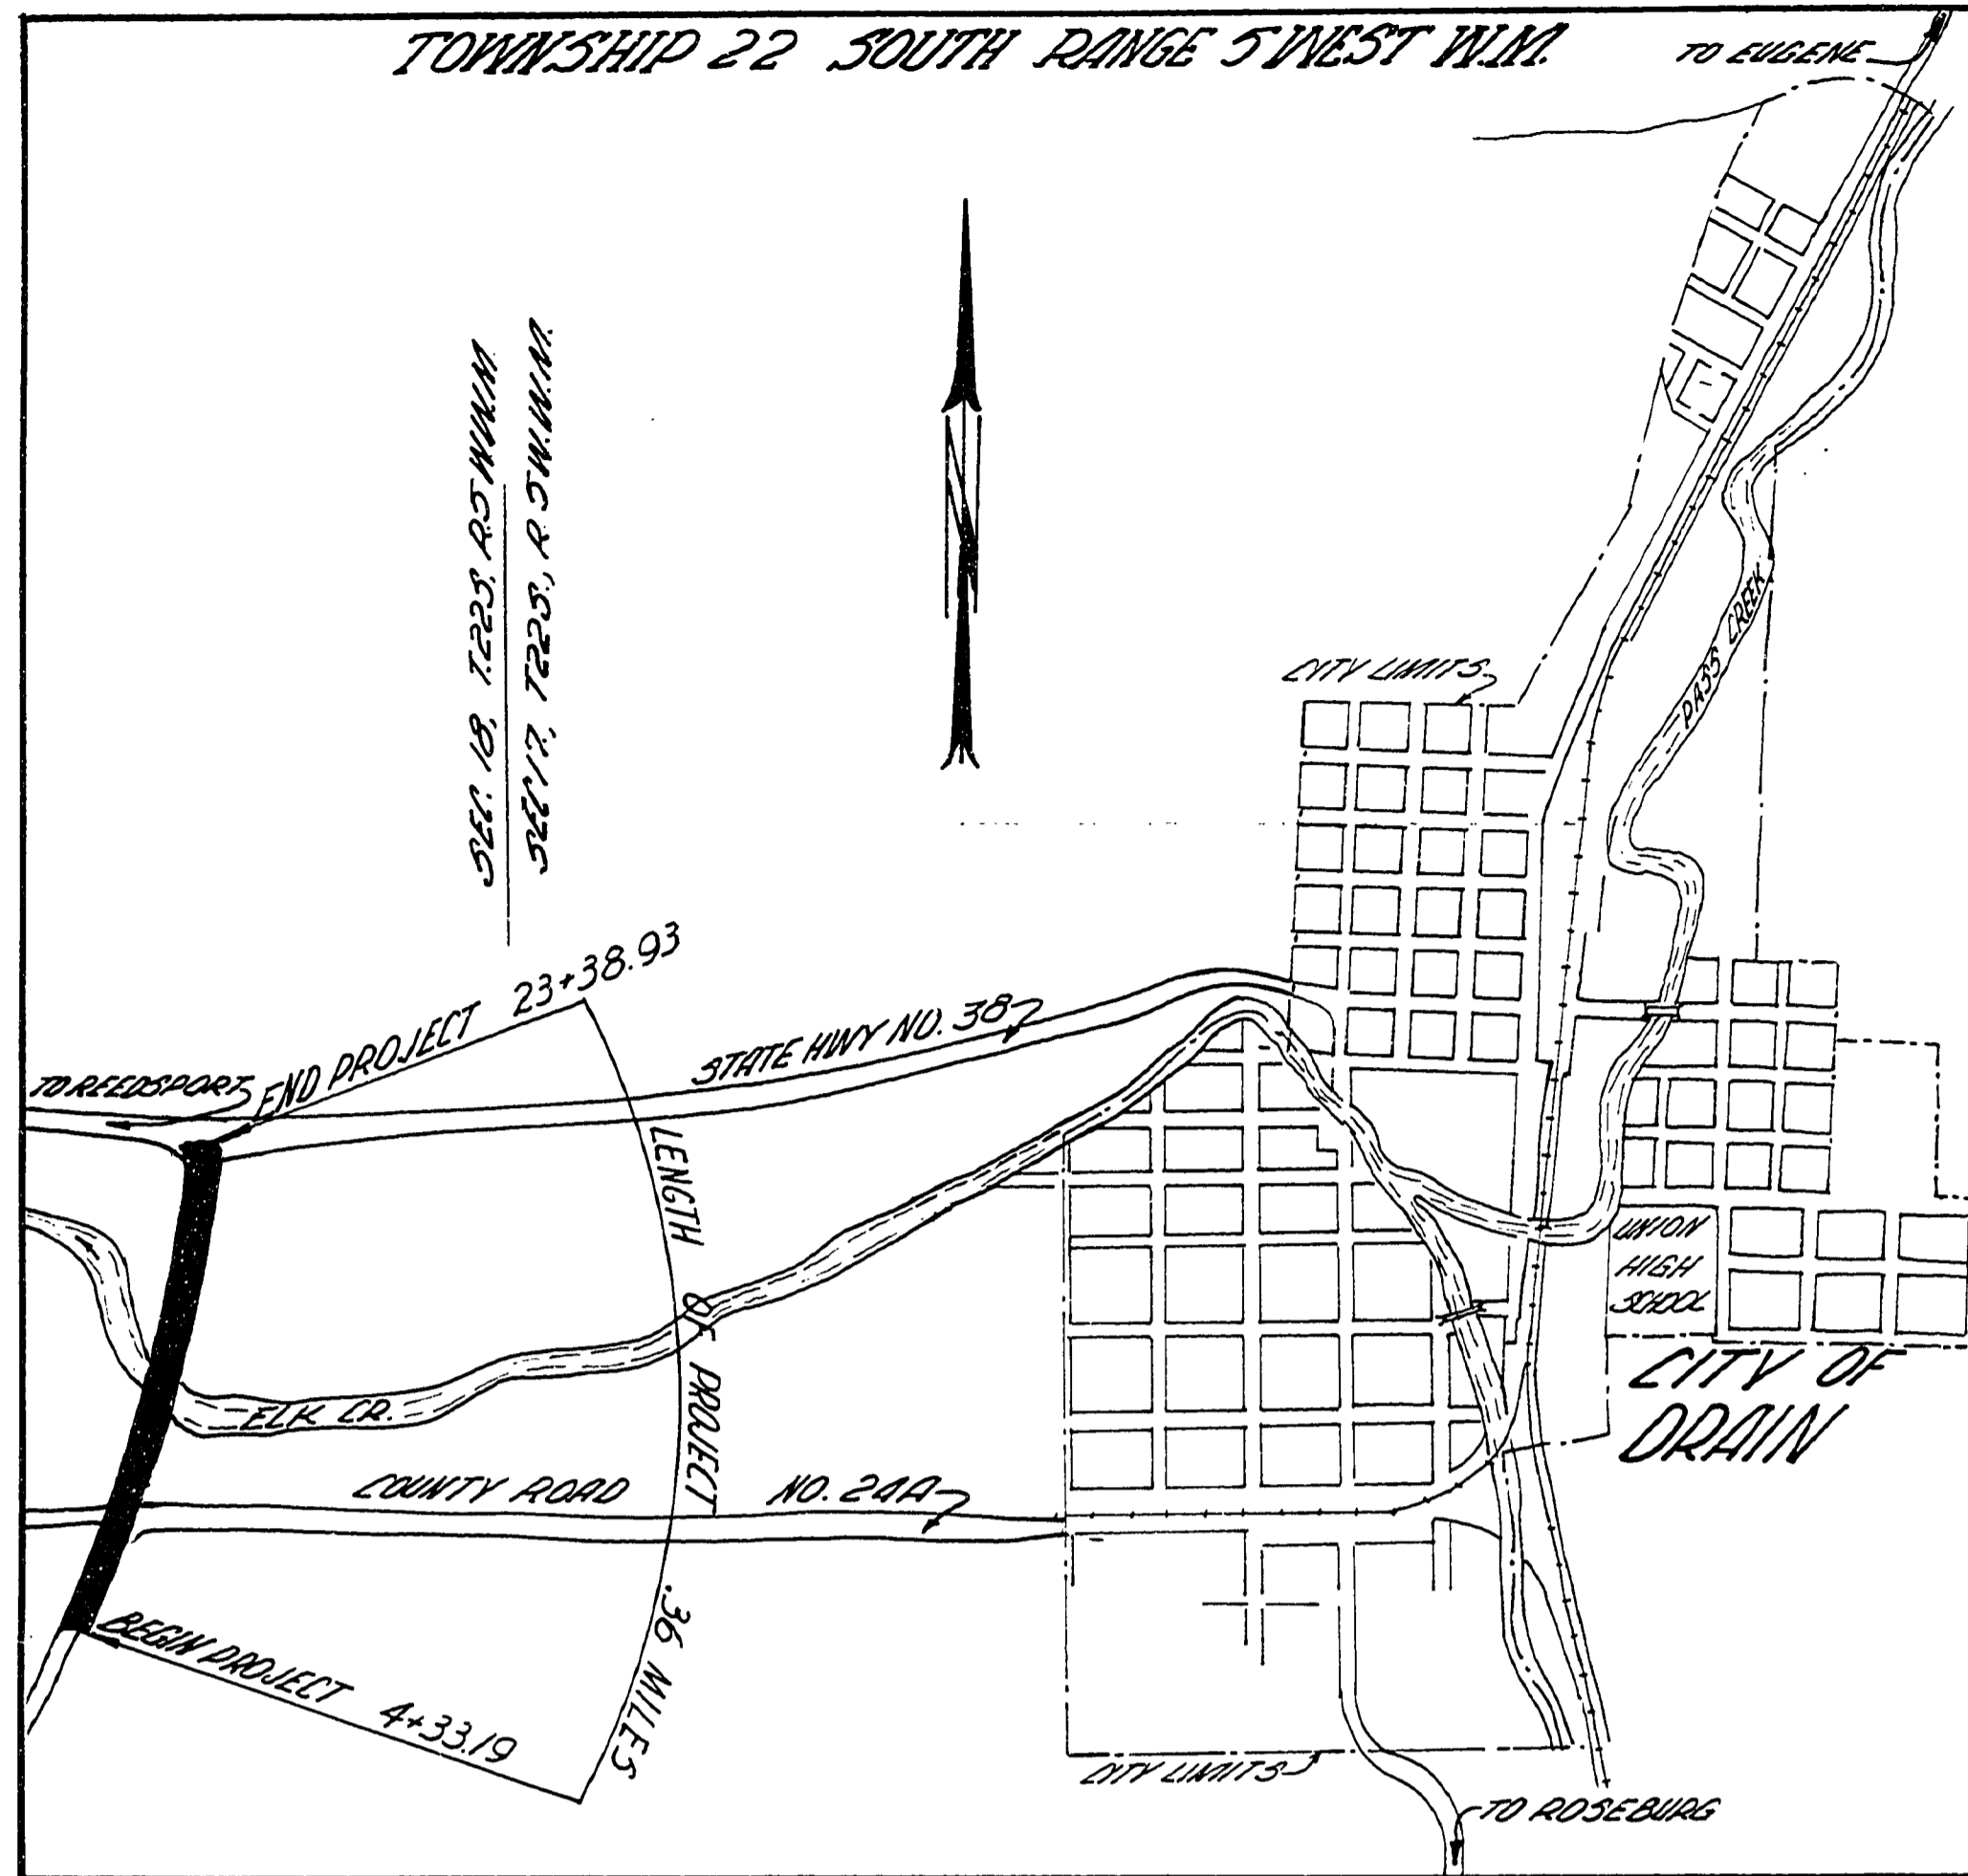 TOWNSHIP 22 SOUTH RANGE 5 WEST W.M.
TO EUGENE
SEC. 18, T.22S, R.5W.W.M.
SEC. 17, T.22S., R.5W.W.M.
N
CITY LIMITS
PASS CREEK
END PROJECT 23+38.93
STATE HWY NO. 38
TO REEDSPORT
LENGTH OF PROJECT .36 MILES
UNION
HIGH
SCHOOL
CITY OF
DRAIN
ELK CR.
COUNTY ROAD NO. 24A
BEGIN PROJECT 4+33.19
CITY LIMITS
TO ROSEBURG